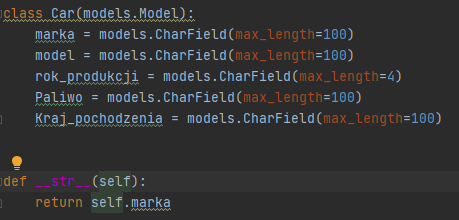 class Car(models.Model):
    marka = models.CharField(max_length=100)
    model = models.CharField(max_length=100)
    rok_produkcji = models.CharField(max_length=4)
    Paliwo = models.CharField(max_length=100)
    Kraj_pochodzenia = models.CharField(max_length=100)
def __str__(self):
    return self.marka